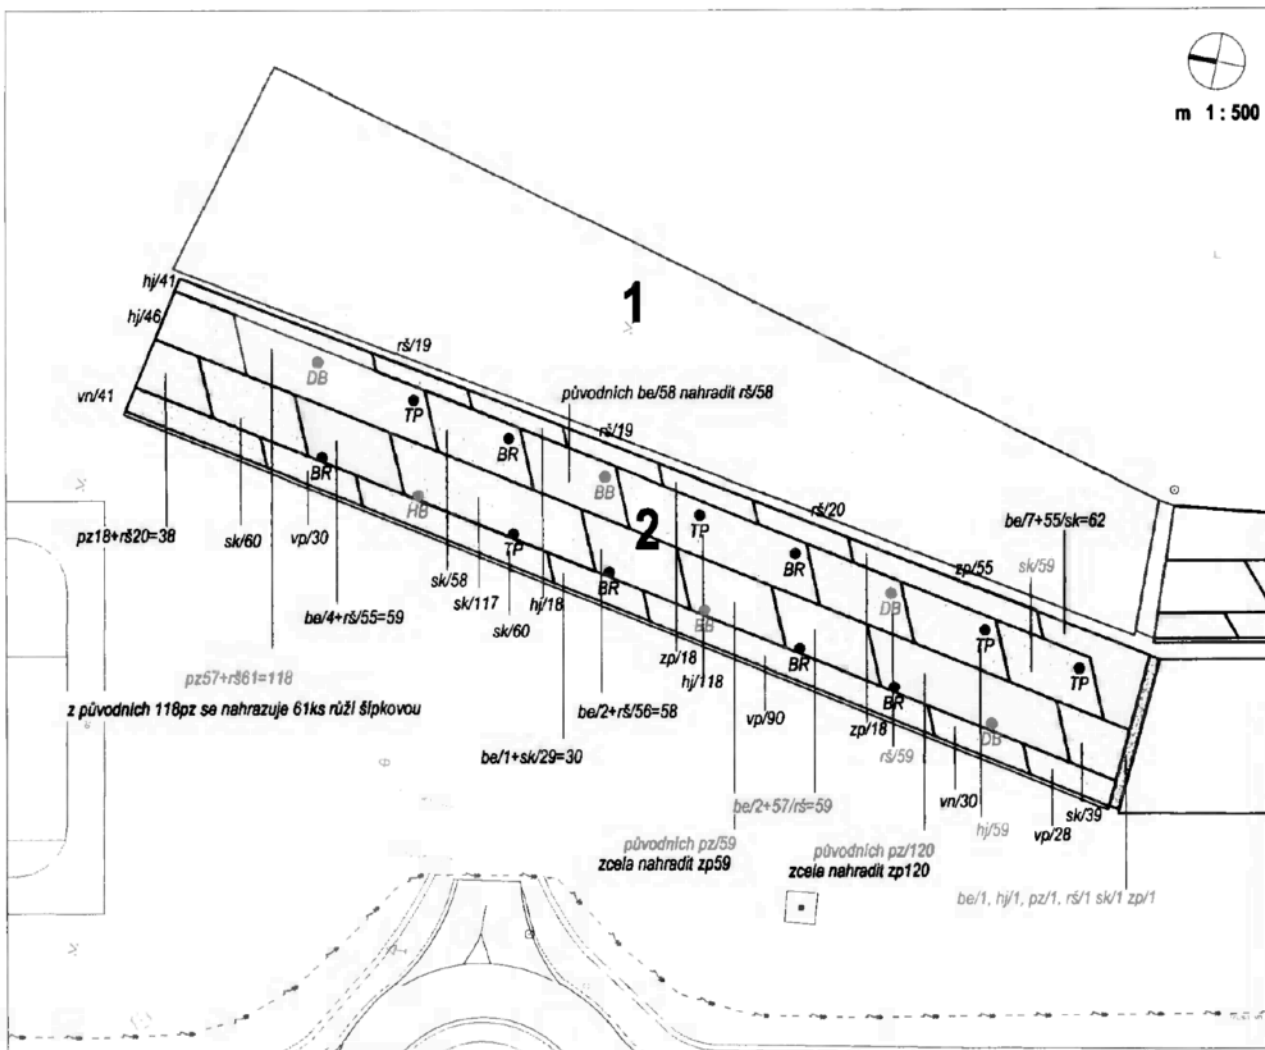 m 1:500
1
hj/41
hj/46
vn/41
rš/19
DB
TP
původních be/58 nahradit rš/58
rš/19
BR
BB
2
TP
rš/20
be/7+55/sk=62
zp/55
sk/59
BR
HB
TP
BR
DB
TP
TP
pz18+rš20=38
sk/60
vp/30
be/4+rš/55=59
sk/58
sk/117
sk/60
hj/18
BR
BB
BR
BR
DB
zp/18
hj/118
pz57+rš61=118
z původních 118pz se nahrazuje 61ks růží šípkovou
be/2+rš/56=58
be/1+sk/29=30
vp/90
zp/18
rš/59
be/2+57/rš=59
vn/30
hj/59
vp/28
sk/39
původních pz/59
zcela nahradit zp59
původních pz/120
zcela nahradit zp120
be/1, hj/1, pz/1, rš/1 sk/1 zp/1